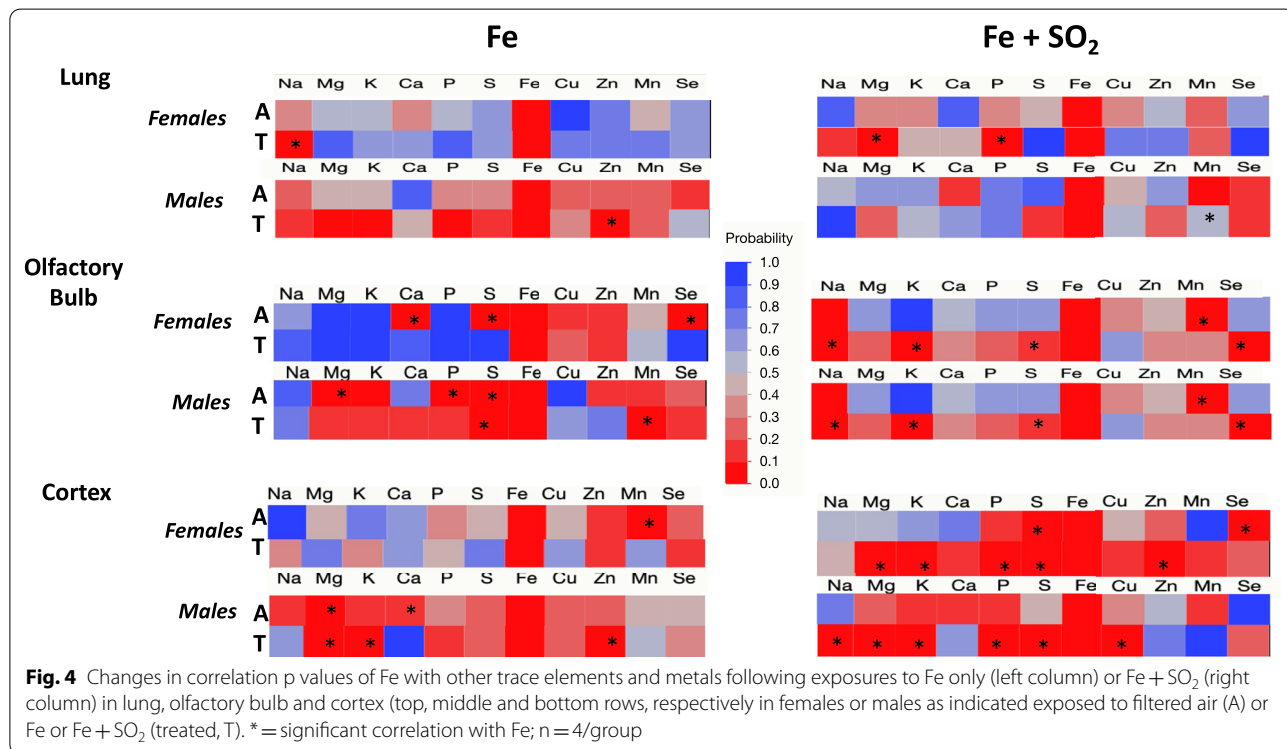 Fe
Fe + SO2
Lung
Na Mg K Ca P S Fe Cu Zn Mn Se
Na Mg K Ca P S Fe Cu Zn Mn Se
Females A
*
T * *
Na Mg K Ca P S Fe Cu Zn Mn Se
Na Mg K Ca P S Fe Cu Zn Mn Se
Males A
T * *
Probability
1.0
0.9
0.8
0.7
0.6
0.5
0.4
0.3
0.2
0.1
0.0
Olfactory
Bulb
Na Mg K Ca P S Fe Cu Zn Mn Se
Na Mg K Ca P S Fe Cu Zn Mn Se
Females A * * * *
T * * * *
Na Mg K Ca P S Fe Cu Zn Mn Se
Na Mg K Ca P S Fe Cu Zn Mn Se
Males A * * * *
T * * * * * *
Cortex
Na Mg K Ca P S Fe Cu Zn Mn Se
Na Mg K Ca P S Fe Cu Zn Mn Se
Females A * * *
T * * * * *
Na Mg K Ca P S Fe Cu Zn Mn Se
Na Mg K Ca P S Fe Cu Zn Mn Se
Males A * *
T * * * * * * * * *
Fig. 4 Changes in correlation p values of Fe with other trace elements and metals following exposures to Fe only (left column) or Fe + SO2 (right
column) in lung, olfactory bulb and cortex (top, middle and bottom rows, respectively in females or males as indicated exposed to filtered air (A) or
Fe or Fe + SO2 (treated, T). * = significant correlation with Fe; n = 4/group